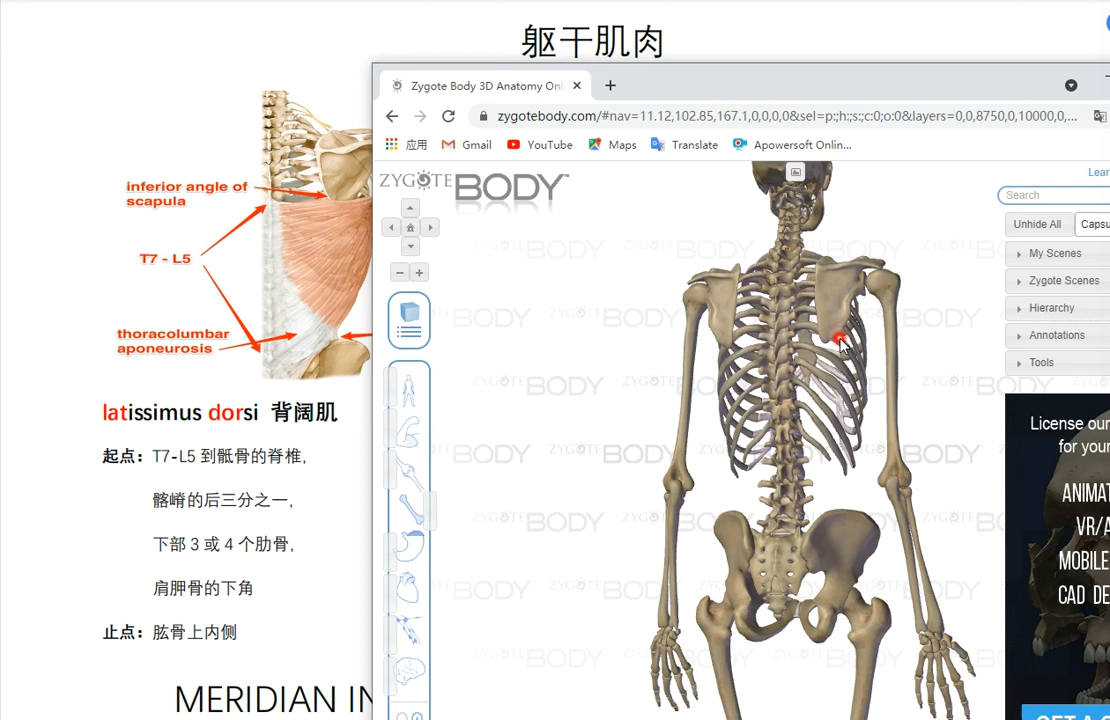 躯干肌肉
inferior angle of
scapula
T7 - L5
thoracolumbar
aponeurosis
latissimus dorsi 背阔肌
起点：T7-L5 到骶骨的脊椎，
髂嵴的后三分之一，
下部 3 或 4 个肋骨，
肩胛骨的下角
止点：肱骨上内侧
MERIDIAN IN
Zygote Body 3D Anatomy Onl
zygotebody.com/#nav=11.12,102.85,167.1,0,0,0,0&sel=p:;h:;s:;c:0;o:0&layers=0,0,8750,0,10000,0,...
应用
Gmail
YouTube
Maps
Translate
Apowersoft Onlin...
ZYGOTE BODY™
Lear
Search
Unhide All
Capsu
My Scenes
Zygote Scenes
Hierarchy
Annotations
Tools
License our
for your
ANIMAT
VR/A
MOBILE
CAD DE
GET A